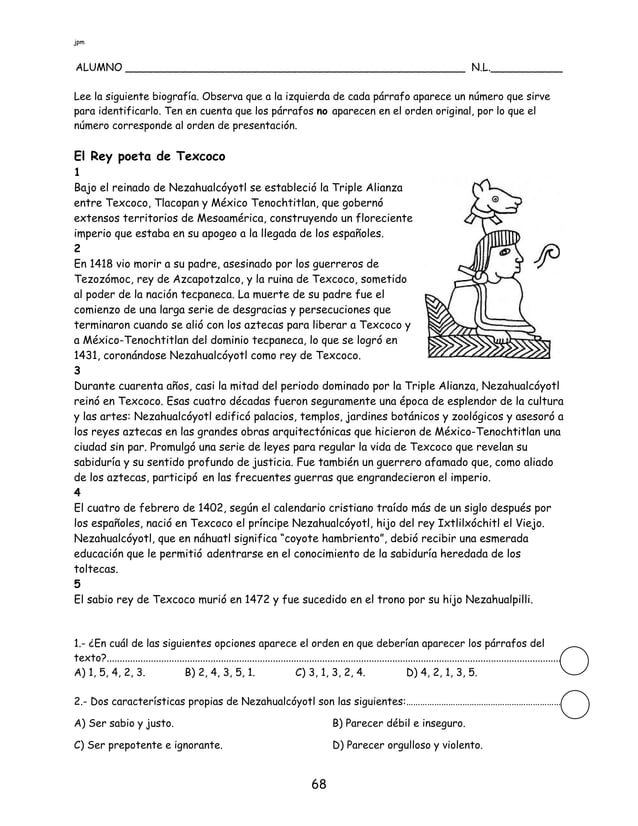 jpm
ALUMNO ______________________________________________________ N.L.___________
Lee la siguiente biografía. Observa que a la izquierda de cada párrafo aparece un número que sirve
para identificarlo. Ten en cuenta que los párrafos no aparecen en el orden original, por lo que el
número corresponde al orden de presentación.
El Rey poeta de Texcoco
1
Bajo el reinado de Nezahualcóyotl se estableció la Triple Alianza
entre Texcoco, Tlacopan y México Tenochtitlan, que gobernó
extensos territorios de Mesoamérica, construyendo un floreciente
imperio que estaba en su apogeo a la llegada de los españoles.
2
En 1418 vio morir a su padre, asesinado por los guerreros de
Tezozómoc, rey de Azcapotzalco, y la ruina de Texcoco, sometido
al poder de la nación tecpaneca. La muerte de su padre fue el
comienzo de una larga serie de desgracias y persecuciones que
terminaron cuando se alió con los aztecas para liberar a Texcoco y
a México-Tenochtitlan del dominio tecpaneca, lo que se logró en
1431, coronándose Nezahualcóyotl como rey de Texcoco.
3
Durante cuarenta años, casi la mitad del periodo dominado por la Triple Alianza, Nezahualcóyotl
reinó en Texcoco. Esas cuatro décadas fueron seguramente una época de esplendor de la cultura
y las artes: Nezahualcóyotl edificó palacios, templos, jardines botánicos y zoológicos y asesoró a
los reyes aztecas en las grandes obras arquitectónicas que hicieron de México-Tenochtitlan una
ciudad sin par. Promulgó una serie de leyes para regular la vida de Texcoco que revelan su
sabiduría y su sentido profundo de justicia. Fue también un guerrero afamado que, como aliado
de los aztecas, participó en las frecuentes guerras que engrandecieron el imperio.
4
El cuatro de febrero de 1402, según el calendario cristiano traído más de un siglo después por
los españoles, nació en Texcoco el príncipe Nezahualcóyotl, hijo del rey Ixtlilxóchitl el Viejo.
Nezahualcóyotl, que en náhuatl significa “coyote hambriento”, debió recibir una esmerada
educación que le permitió adentrarse en el conocimiento de la sabiduría heredada de los
toltecas.
5
El sabio rey de Texcoco murió en 1472 y fue sucedido en el trono por su hijo Nezahualpilli.
1.- ¿En cuál de las siguientes opciones aparece el orden en que deberían aparecer los párrafos del
texto?................................................................................
A) 1, 5, 4, 2, 3. B) 2, 4, 3, 5, 1. C) 3, 1, 3, 2, 4. D) 4, 2, 1, 3, 5.
2.- Dos características propias de Nezahualcóyotl son las siguientes:................................
A) Ser sabio y justo. B) Parecer débil e inseguro.
C) Ser prepotente e ignorante. D) Parecer orgulloso y violento.
68